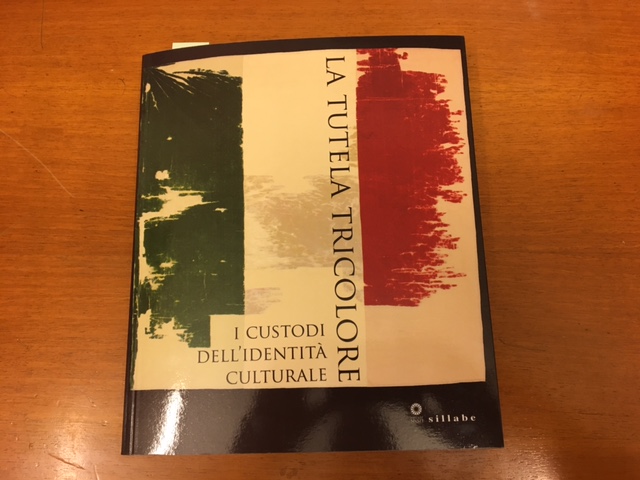 LA TUTELA TRICOLORE
I CUSTODI
DELL'IDENTITÀ
CULTURALE
sillabe